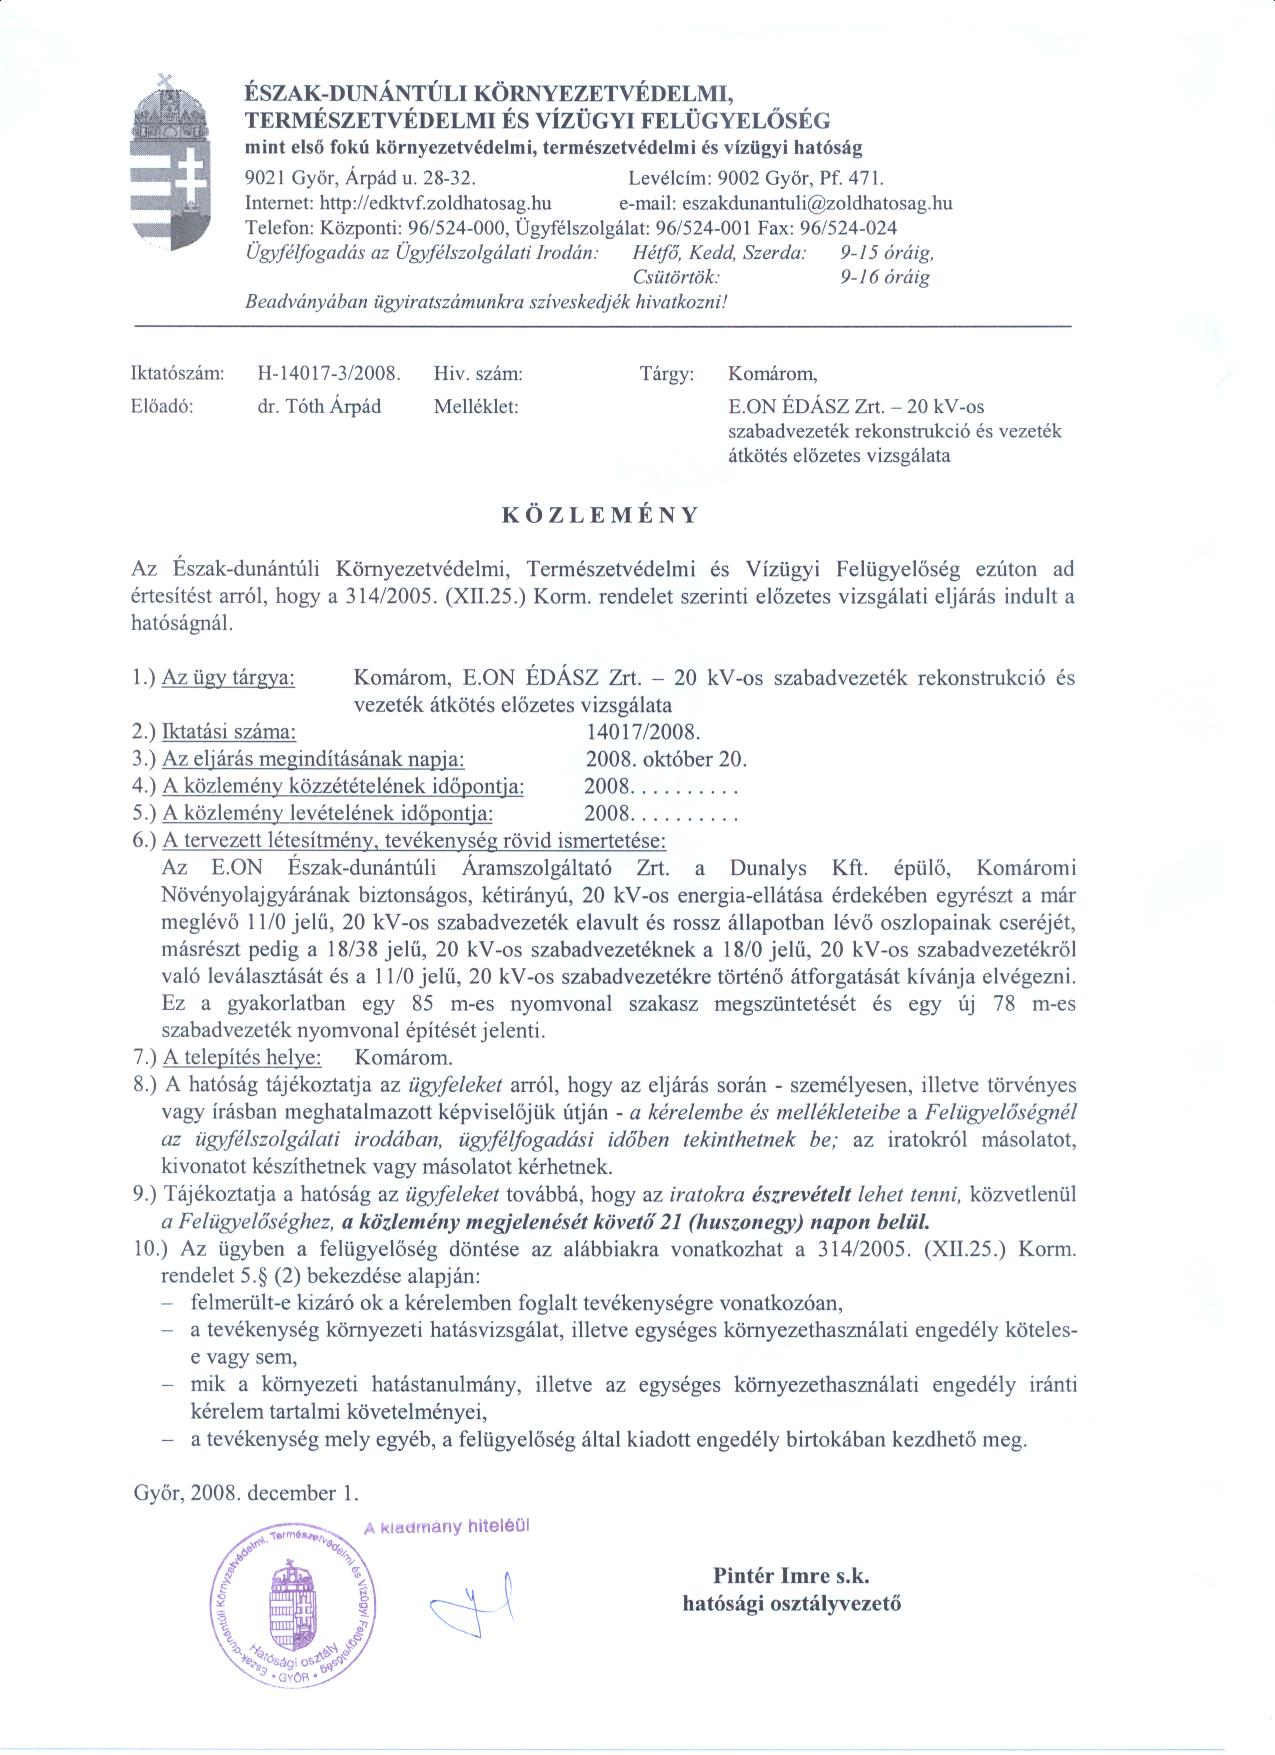 ÉSZAK-DUNÁNTÚLI KÖRNYEZETVÉDELMI,
TERMÉSZETVÉDELMI ÉS VÍZÜGYI FELÜGYELŐSÉG
mint első fokú környezetvédelmi, természetvédelmi és vízügyi hatóság
9021 Győr, Árpád u. 28-32. Levélcím: 9002 Győr, Pf. 471.
Internet: http://edktvf.zoldhatosag.hu e-mail: eszakdunantuli@zoldhatosag.hu
Telefon: Központi: 96/524-000, Ügyfélszolgálat: 96/524-001 Fax: 96/524-024
Ügyfélfogadás az Ügyfélszolgálati Irodán: Hétfő, Kedd, Szerda: 9-15 óráig,
Csütörtök: 9-16 óráig
Beadványában ügyiratszámunkra szíveskedjék hivatkozni!
Iktatószám: H-14017-3/2008. Hiv. szám: Tárgy: Komárom,
Előadó: dr. Tóth Árpád Melléklet: E.ON ÉDÁSZ Zrt. – 20 kV-os
szabadvezeték rekonstrukció és vezeték
átkötés előzetes vizsgálata
KÖZLEMÉNY
Az Észak-dunántúli Környezetvédelmi, Természetvédelmi és Vízügyi Felügyelőség ezúton ad
értesítést arról, hogy a 314/2005. (XII.25.) Korm. rendelet szerinti előzetes vizsgálati eljárás indult a
hatóságnál.
1.) Az ügy tárgya: Komárom, E.ON ÉDÁSZ Zrt. – 20 kV-os szabadvezeték rekonstrukció és
vezeték átkötés előzetes vizsgálata
2.) Iktatási száma: 14017/2008.
3.) Az eljárás megindításának napja: 2008. október 20.
4.) A közlemény közzétételének időpontja: 2008. . . . . . . . . .
5.) A közlemény levételének időpontja: 2008. . . . . . . . . .
6.) A tervezett létesítmény, tevékenység rövid ismertetése:
Az E.ON Észak-dunántúli Áramszolgáltató Zrt. a Dunalys Kft. épülő, Komáromi
Növényolajgyárának biztonságos, kétirányú, 20 kV-os energia-ellátása érdekében egyrészt a már
meglévő 11/0 jelű, 20 kV-os szabadvezeték elavult és rossz állapotban lévő oszlopainak cseréjét,
másrészt pedig a 18/38 jelű, 20 kV-os szabadvezetéknek a 18/0 jelű, 20 kV-os szabadvezetékről
való leválasztását és a 11/0 jelű, 20 kV-os szabadvezetékre történő átforgatását kívánja elvégezni.
Ez a gyakorlatban egy 85 m-es nyomvonal szakasz megszüntetését és egy új 78 m-es
szabadvezeték nyomvonal építését jelenti.
7.) A telepítés helye: Komárom.
8.) A hatóság tájékoztatja az ügyfeleket arról, hogy az eljárás során - személyesen, illetve törvényes
vagy írásban meghatalmazott képviselőjük útján - a kérelembe és mellékleteibe a Felügyelőségnél
az ügyfélszolgálati irodában, ügyfélfogadási időben tekinthetnek be; az iratokról másolatot,
kivonatot készíthetnek vagy másolatot kérhetnek.
9.) Tájékoztatja a hatóság az ügyfeleket továbbá, hogy az iratokra észrevételt lehet tenni, közvetlenül
a Felügyelőséghez, a közlemény megjelenését követő 21 (huszonegy) napon belül.
10.) Az ügyben a felügyelőség döntése az alábbiakra vonatkozhat a 314/2005. (XII.25.) Korm.
rendelet 5.§ (2) bekezdése alapján:
– felmerült-e kizáró ok a kérelemben foglalt tevékenységre vonatkozóan,
– a tevékenység környezeti hatásvizsgálat, illetve egységes környezethasználati engedély köteles-
e vagy sem,
– mik a környezeti hatástanulmány, illetve az egységes környezethasználati engedély iránti
kérelem tartalmi követelményei,
– a tevékenység mely egyéb, a felügyelőség által kiadott engedély birtokában kezdhető meg.
Győr, 2008. december 1.
A kiadmány hiteléül
Észak-dunántúli Környezetvédelmi, Természetvédelmi és Vízügyi Felügyelőség
Hatósági osztály
* GYŐR *
Pintér Imre s.k.
hatósági osztályvezető